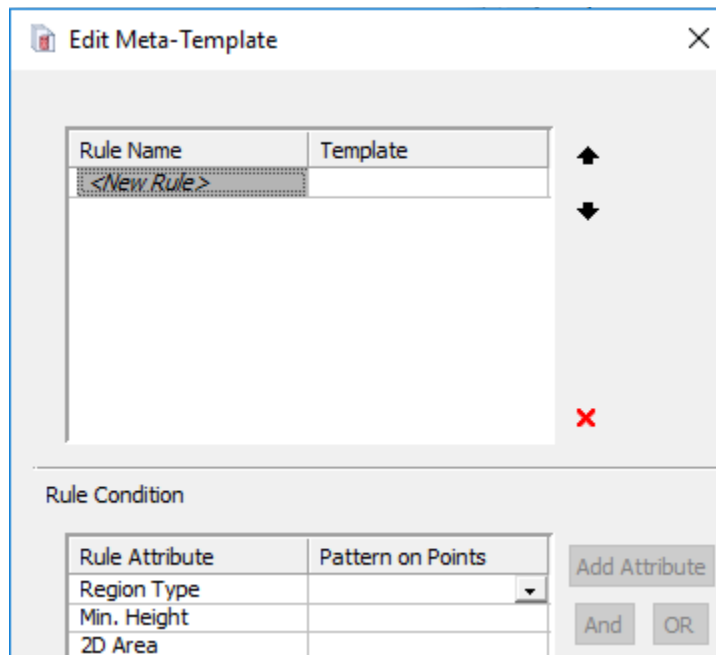 Edit Meta-Template
Rule Name Template
<New Rule>
Rule Condition
Rule Attribute Pattern on Points
Add Attribute
Region Type
Min. Height
And OR
2D Area